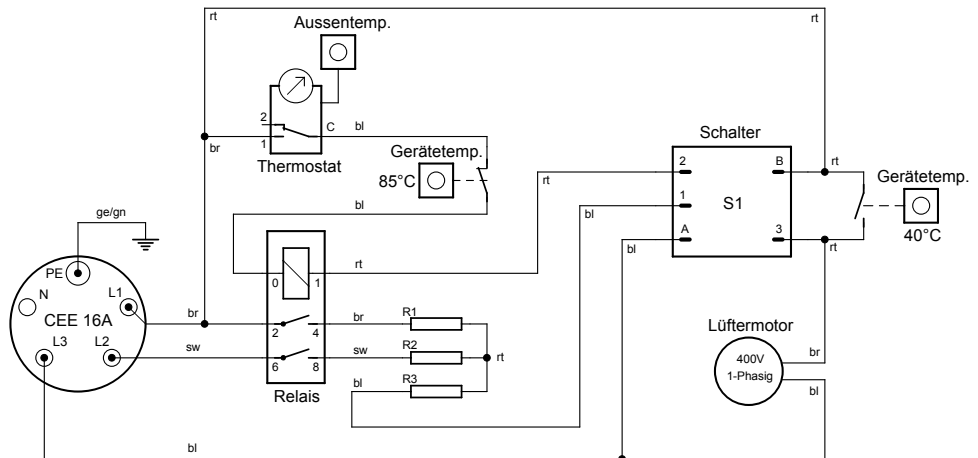 rt
rt
Aussentemp.
2
C
bl
1
br
Thermostat
Schalter
Gerätetemp.
85°C
rt
2
B
rt
Gerätetemp.
1
S1
bl
bl
A
3
rt
40°C
bl
ge/gn
rt
PE
0
1
N
L1
CEE 16A
br
2
4
br
R1
L3
L2
sw
6
8
sw
R2
rt
bl
R3
Relais
Lüftermotor
400V
1-Phasig
br
bl
bl